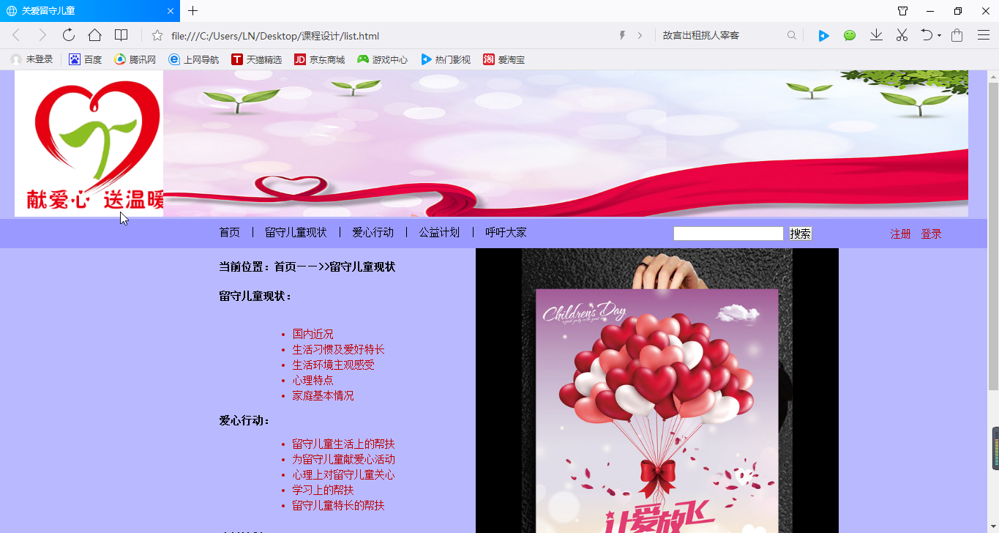 关爱留守儿童
file:///C:/Users/LN/Desktop/课程设计/list.html
故宫出租挑人宰客
未登录 百度 腾讯网 上网导航 T 天猫精选 JD 京东商城 游戏中心 热门影视 淘 爱淘宝
献爱心 送温暖
首页 | 留守儿童现状 | 爱心行动 | 公益计划 | 呼吁大家 搜索 注册 登录
当前位置：首页——>>留守儿童现状
留守儿童现状：
• 国内近况
• 生活习惯及爱好特长
• 生活环境主观感受
• 心理特点
• 家庭基本情况
爱心行动：
• 留守儿童生活上的帮扶
• 为留守儿童献爱心活动
• 心理上对留守儿童关心
• 学习上的帮扶
• 留守儿童特长的帮扶
Children's Day
让爱放飞